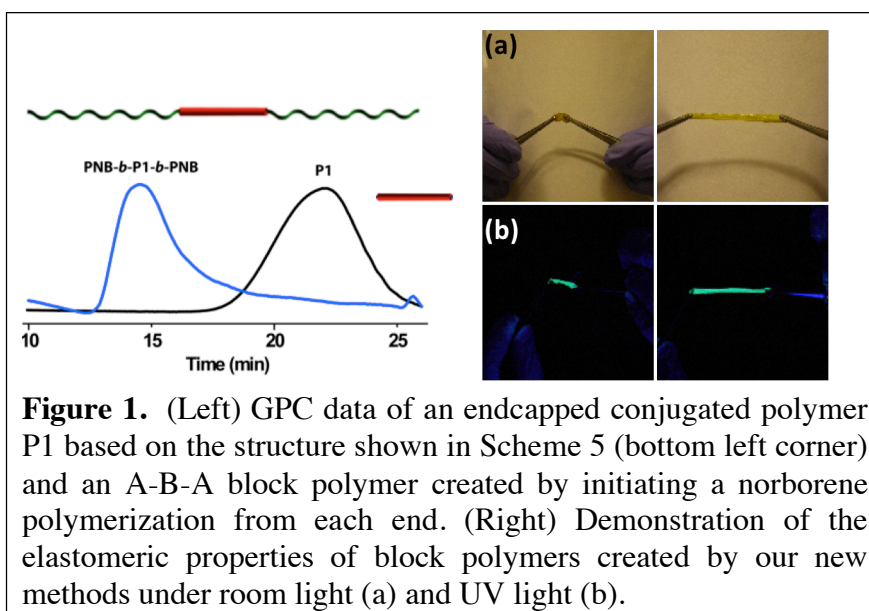 (a)
PNB-b-P1-b-PNB
P1
(b)
10 15 20 25
Time (min)
Figure 1. (Left) GPC data of an endcapped conjugated polymer
P1 based on the structure shown in Scheme 5 (bottom left corner)
and an A-B-A block polymer created by initiating a norborene
polymerization from each end. (Right) Demonstration of the
elastomeric properties of block polymers created by our new
methods under room light (a) and UV light (b).